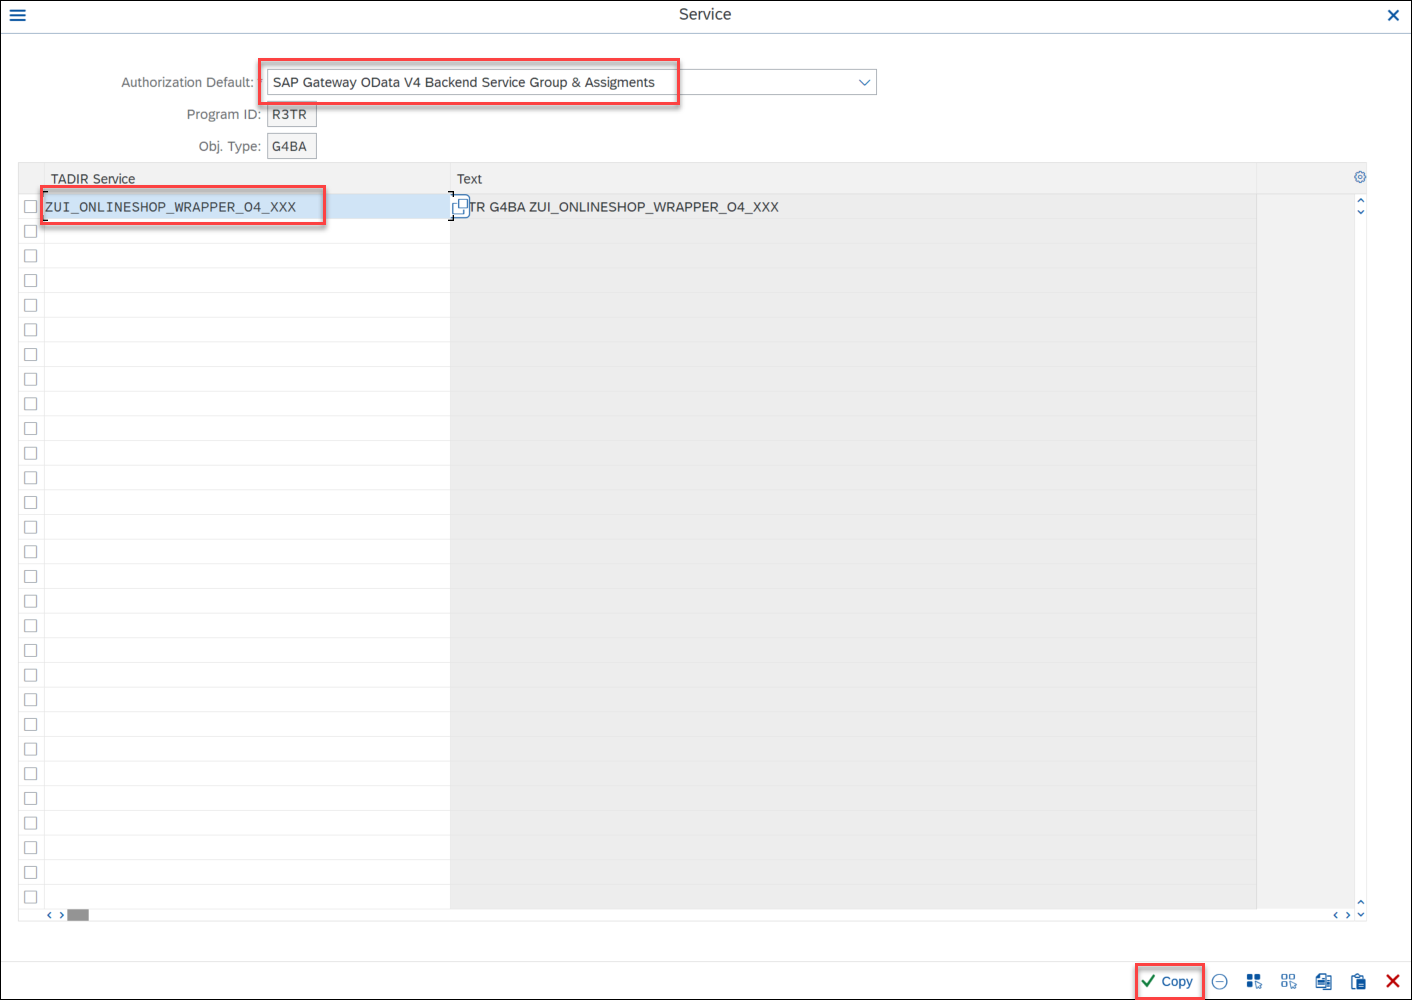 Service
Authorization Default: SAP Gateway OData V4 Backend Service Group & Assigments
Program ID: R3TR
Obj. Type: G4BA
TADIR Service Text
ZUI_ONLINESHOP_WRAPPER_O4_XXX TR G4BA ZUI_ONLINESHOP_WRAPPER_O4_XXX
Copy